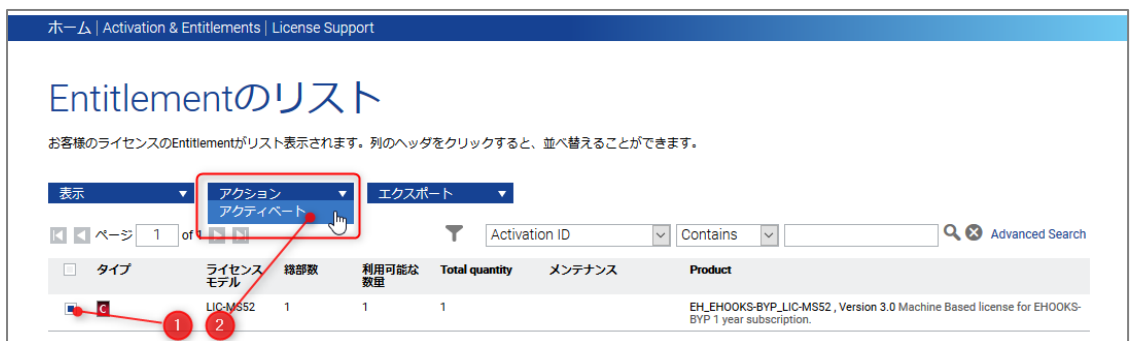 ホーム | Activation & Entitlements | License Support
Entitlementのリスト
お客様のライセンスのEntitlementがリスト表示されます。列のヘッダをクリックすると、並べ替えることができます。
表示 ▼ アクション ▼ エクスポート ▼
アクティベート
ページ 1 of 1 Activation ID Contains Advanced Search
タイプ ライセンス 総部数 利用可能な Total quantity メンテナンス Product
モデル 数量
C LIC-MS52 1 1 1 EH_EHOOKS-BYP_LIC-MS52 , Version 3.0 Machine Based license for EHOOKS-
BYP 1 year subscription.
1 2